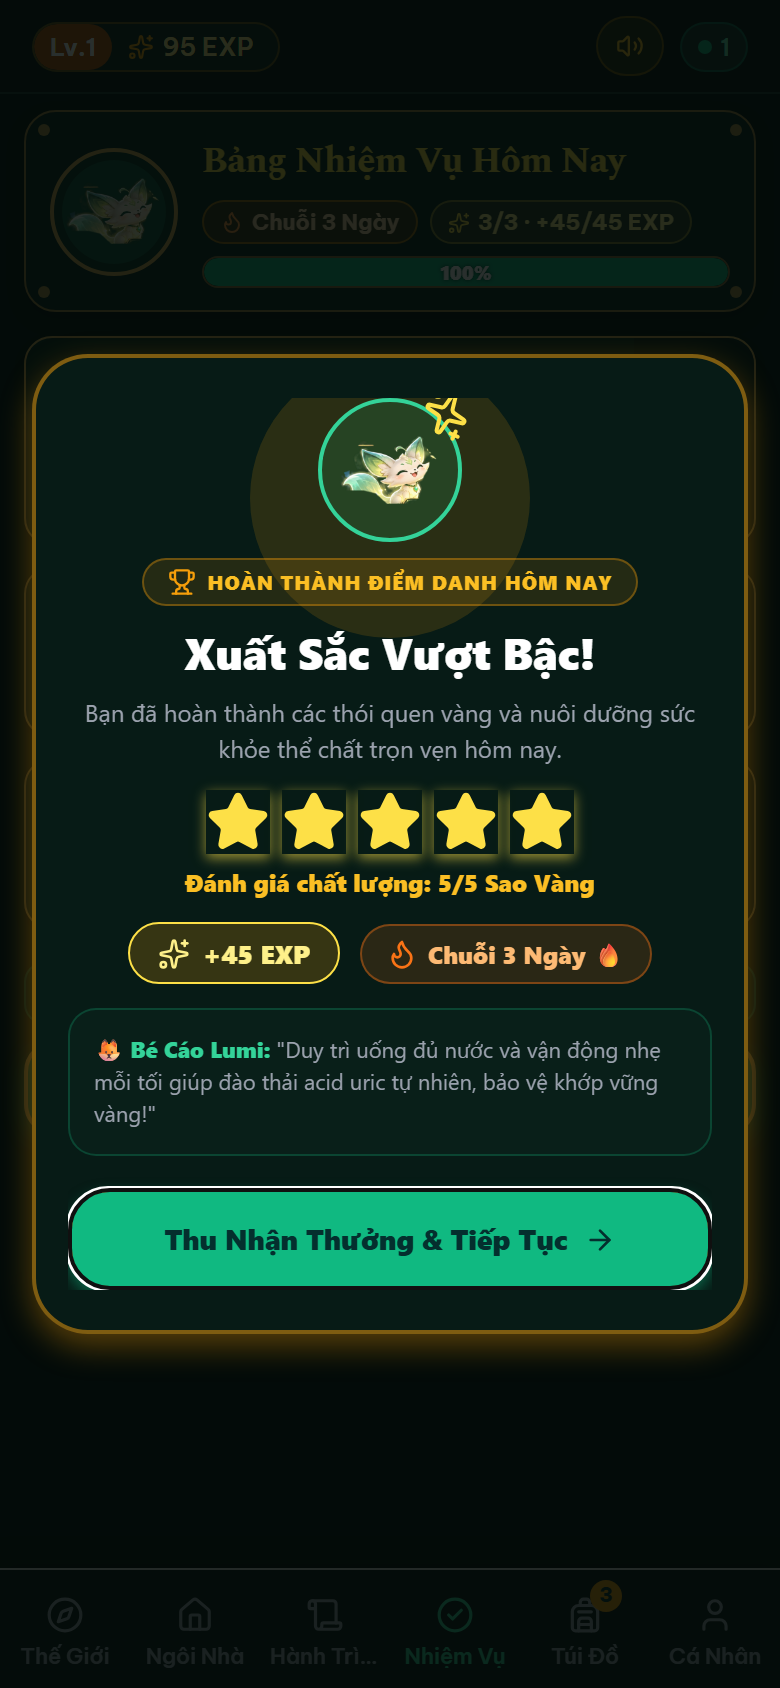 Lv.1 95 EXP 1
Bảng Nhiệm Vụ Hôm Nay
Chuỗi 3 Ngày 3/3 · +45/45 EXP
100%
HOÀN THÀNH ĐIỂM DANH HÔM NAY
Xuất Sắc Vượt Bậc!
Bạn đã hoàn thành các thói quen vàng và nuôi dưỡng sức
khỏe thể chất trọn vẹn hôm nay.
Đánh giá chất lượng: 5/5 Sao Vàng
+45 EXP Chuỗi 3 Ngày 🔥
🦊 Bé Cáo Lumi: "Duy trì uống đủ nước và vận động nhẹ
mỗi tối giúp đào thải acid uric tự nhiên, bảo vệ khớp vững
vàng!"
Thu Nhận Thưởng & Tiếp Tục →
3
Thế Giới Ngôi Nhà Hành Trì... Nhiệm Vụ Túi Đồ Cá Nhân